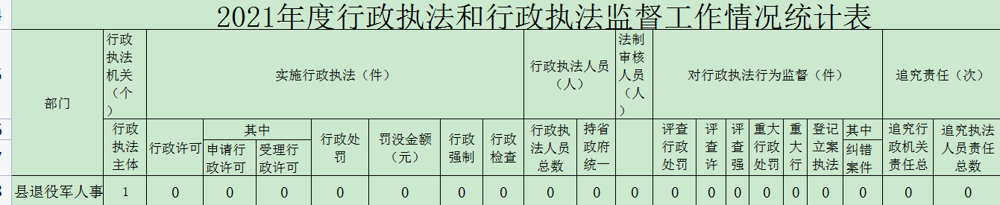 2021年度行政执法和行政执法监督工作情况统计表
部门
行政
执法
机关
（个
）
实施行政执法（件）
行政执法人员
（人）
法制
审核
人员
（人
）
对行政执法行为监督（件）
追究责任（次）
行政
执法
主体
行政许可
其中
申请行
政许可
受理行
政许可
行政处
罚
罚没金额
（元）
行政
强制
行政
检查
行政执
法人员
总数
持省
政府
统一
评查
行政
处罚
评
查
许
评
查
强
重大
行政
处罚
重
大
行
登记
立案
执法
其中
纠错
案件
追究行
政机关
责任总
追究执法
人员责任
总数
县退役军人事 1 0 0 0 0 0 0 0 0 0 0 0 0 0 0 0 0 0 0 0